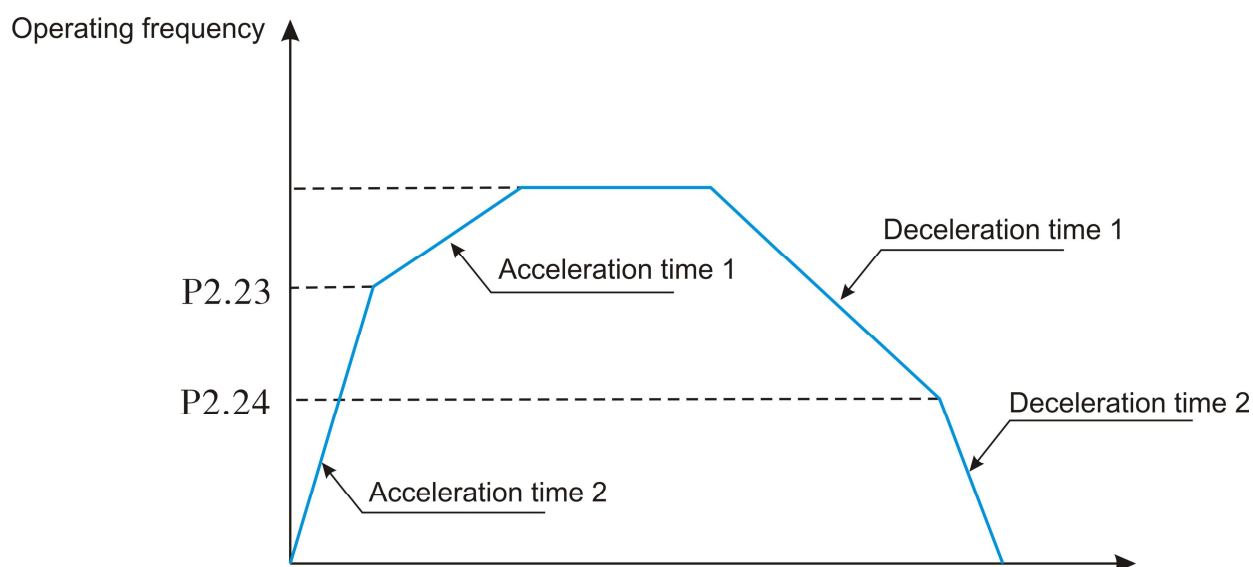 Operating frequency
Deceleration time 1
Acceleration time 1
P2.23
P2.24
Deceleration time 2
Acceleration time 2